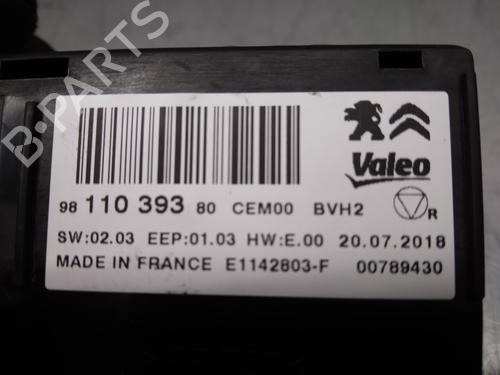 B-PARTS
Valeo
98 110 393 80 CEM00 BVH2
R
SW:02.03 EEP:01.03 HW:E.00 20.07.2018
MADE IN FRANCE E1142803-F 00789430